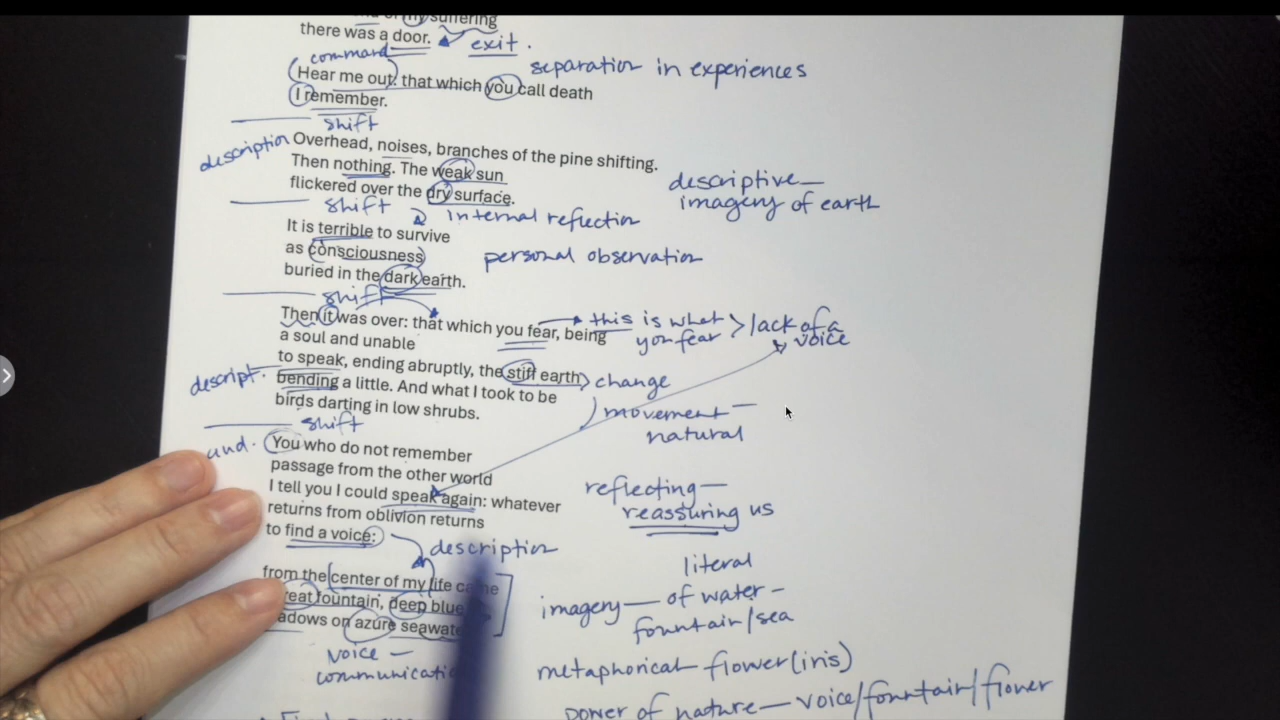 suffering
there was a door. exit.
command
Hear me out: that which you call death separation in experiences
I remember.
shift
description Overhead, noises, branches of the pine shifting.
Then nothing. The weak sun
flickered over the dry surface. descriptive—
imagery of earth
shift internal reflection
It is terrible to survive
as consciousness personal observation
buried in the dark earth.
shift
Then it was over: that which you fear, being this is what you fear > lack of a voice
a soul and unable
to speak, ending abruptly, the stiff earth change
descript. bending a little. And what I took to be movement—
birds darting in low shrubs. natural
shift
aud. You who do not remember
passage from the other world
I tell you I could speak again: whatever reflecting—
returns from oblivion returns reassuring us
to find a voice:
description
from the center of my life
fountain, deep blue
on azure
literal
imagery— of water—
fountain/sea
voice—
metaphorical flower (iris)
power of nature— voice/fountain/flower